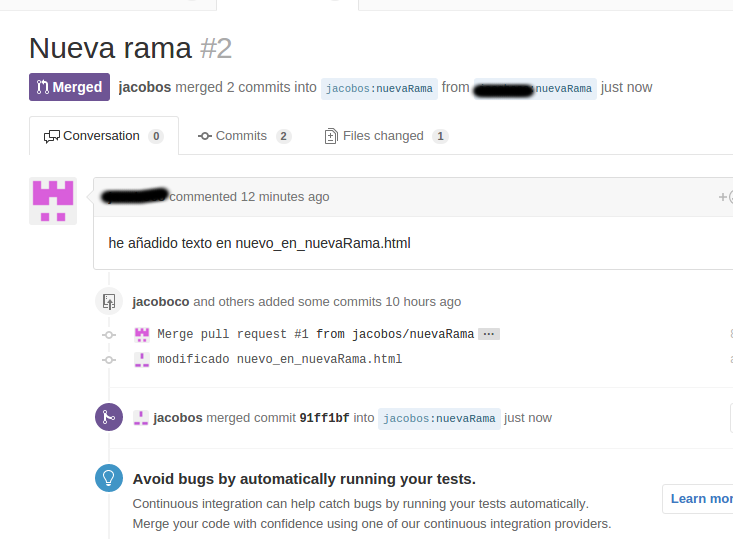 Nueva rama #2
Merged jacobos merged 2 commits into jacobos:nuevaRama from :nuevaRama just now
Conversation 0 Commits 2 Files changed 1
commented 12 minutes ago
he añadido texto en nuevo_en_nuevaRama.html
jacoboco and others added some commits 10 hours ago
Merge pull request #1 from jacobos/nuevaRama ...
modificado nuevo_en_nuevaRama.html
jacobos merged commit 91ff1bf into jacobos:nuevaRama just now
Avoid bugs by automatically running your tests.
Continuous integration can help catch bugs by running your tests automatically.
Learn mor
Merge your code with confidence using one of our continuous integration providers.